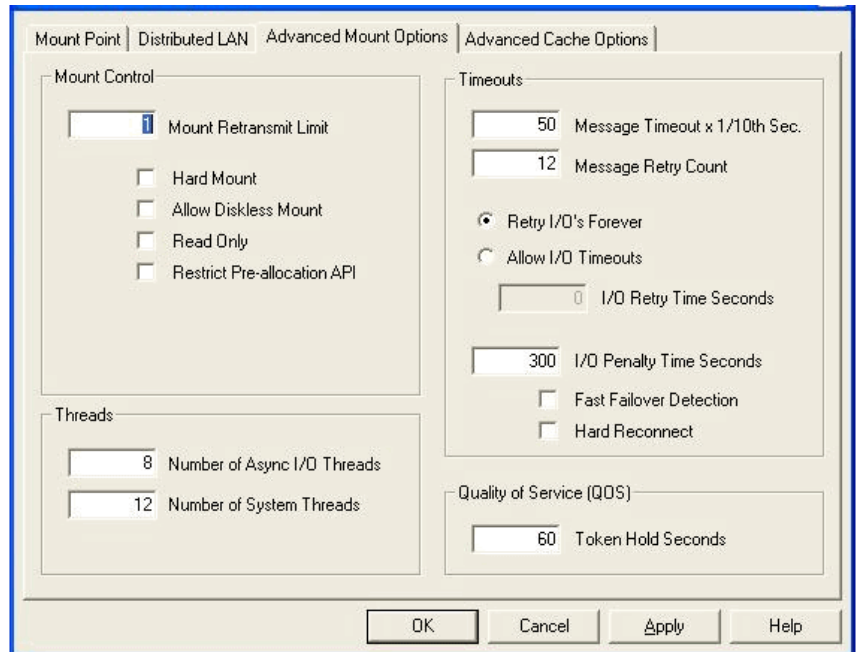 Mount Point
Distributed LAN
Advanced Mount Options
Advanced Cache Options
Mount Control
1 Mount Retransmit Limit
Hard Mount
Allow Diskless Mount
Read Only
Restrict Pre-allocation API
Threads
8 Number of Async I/O Threads
12 Number of System Threads
Timeouts
50 Message Timeout x 1/10th Sec.
12 Message Retry Count
Retry I/O's Forever
Allow I/O Timeouts
0 I/O Retry Time Seconds
300 I/O Penalty Time Seconds
Fast Failover Detection
Hard Reconnect
Quality of Service (QOS)
60 Token Hold Seconds
OK
Cancel
Apply
Help